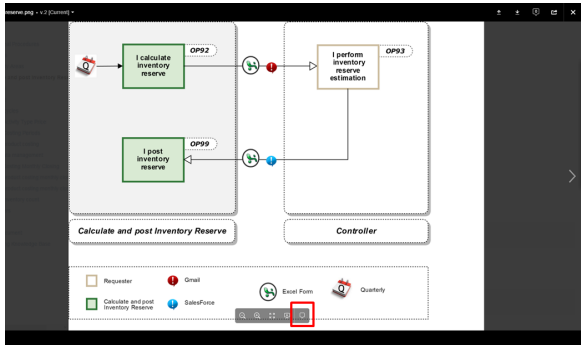 reserve.png - v.2 [Current]
OP92
I calculate
inventory
reserve
Q
OP93
I perform
inventory
reserve
estimation
OP99
I post
inventory
reserve
Calculate and post Inventory Reserve
Controller
Requester
Gmail
Excel Form
Q
Quarterly
Calculate and post
Inventory Reserve
SalesForce